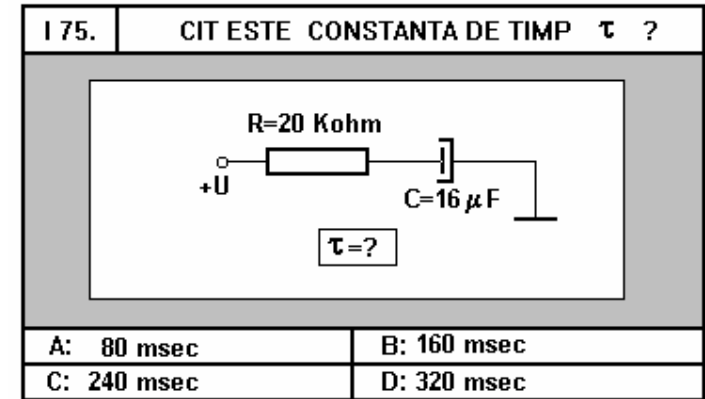 I 75. CIT ESTE CONSTANTA DE TIMP τ ?
R=20 Kohm
+U
C=16 μF
τ=?
A: 80 msec B: 160 msec
C: 240 msec D: 320 msec